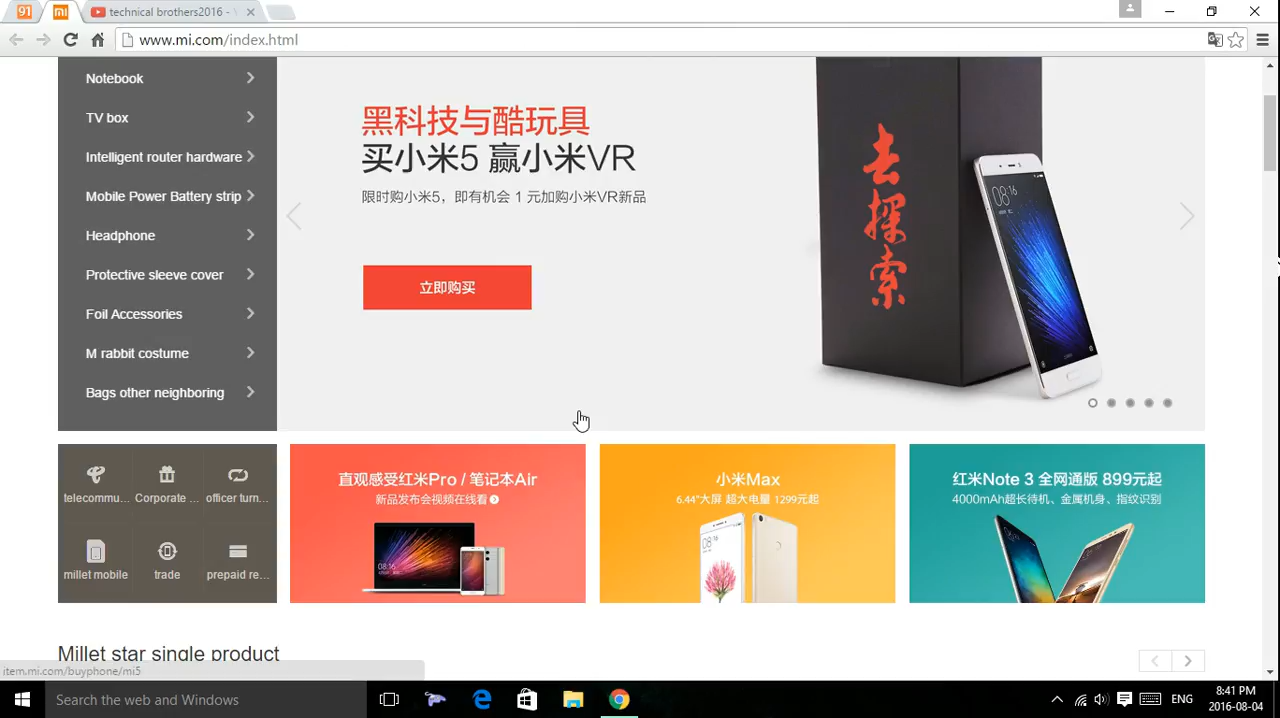 91
mi
technical brothers2016 -
www.mi.com/index.html
Notebook
TV box
Intelligent router hardware
Mobile Power Battery strip
Headphone
Protective sleeve cover
Foil Accessories
M rabbit costume
Bags other neighboring
黑科技与酷玩具
买小米5 赢小米VR
限时购小米5，即有机会 1 元加购小米VR新品
立即购买
去探索
08:16
telecommu...
Corporate ...
officer turn...
millet mobile
trade
prepaid re...
直观感受红米Pro / 笔记本Air
新品发布会视频在线看
08:16
小米Max
6.44"大屏 超大电量 1299元起
08:16
红米Note 3 全网通版 899元起
4000mAh超长待机、金属机身、指纹识别
Millet star single product
item.mi.com/buyphone/mi5
Search the web and Windows
ENG
8:41 PM
2016-08-04